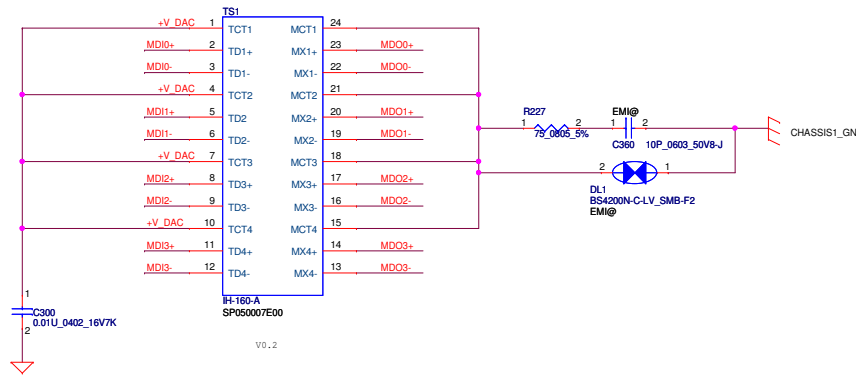 TS1
+V_DAC 1 TCT1 MCT1 24
MDI0+ 2 TD1+ MX1+ 23 MDO0+
MDI0- 3 TD1- MX1- 22 MDO0-
+V_DAC 4 TCT2 MCT2 21
MDI1+ 5 TD2 MX2+ 20 MDO1+
MDI1- 6 TD2- MX2- 19 MDO1-
+V_DAC 7 TCT3 MCT3 18
MDI2+ 8 TD3+ MX3+ 17 MDO2+
MDI2- 9 TD3- MX3- 16 MDO2-
+V_DAC 10 TCT4 MCT4 15
MDI3+ 11 TD4+ MX4+ 14 MDO3+
MDI3- 12 TD4- MX4- 13 MDO3-
IH-160-A
SP050007E00
R227
1 2
75_0805_5%
EMI@
1 2
C360 10P_0603_50V8-J
CHASSIS1_GN
2 1
DL1
BS4200N-C-LV_SMB-F2
EMI@
1
C300
0.01U_0402_16V7K
2
V0.2